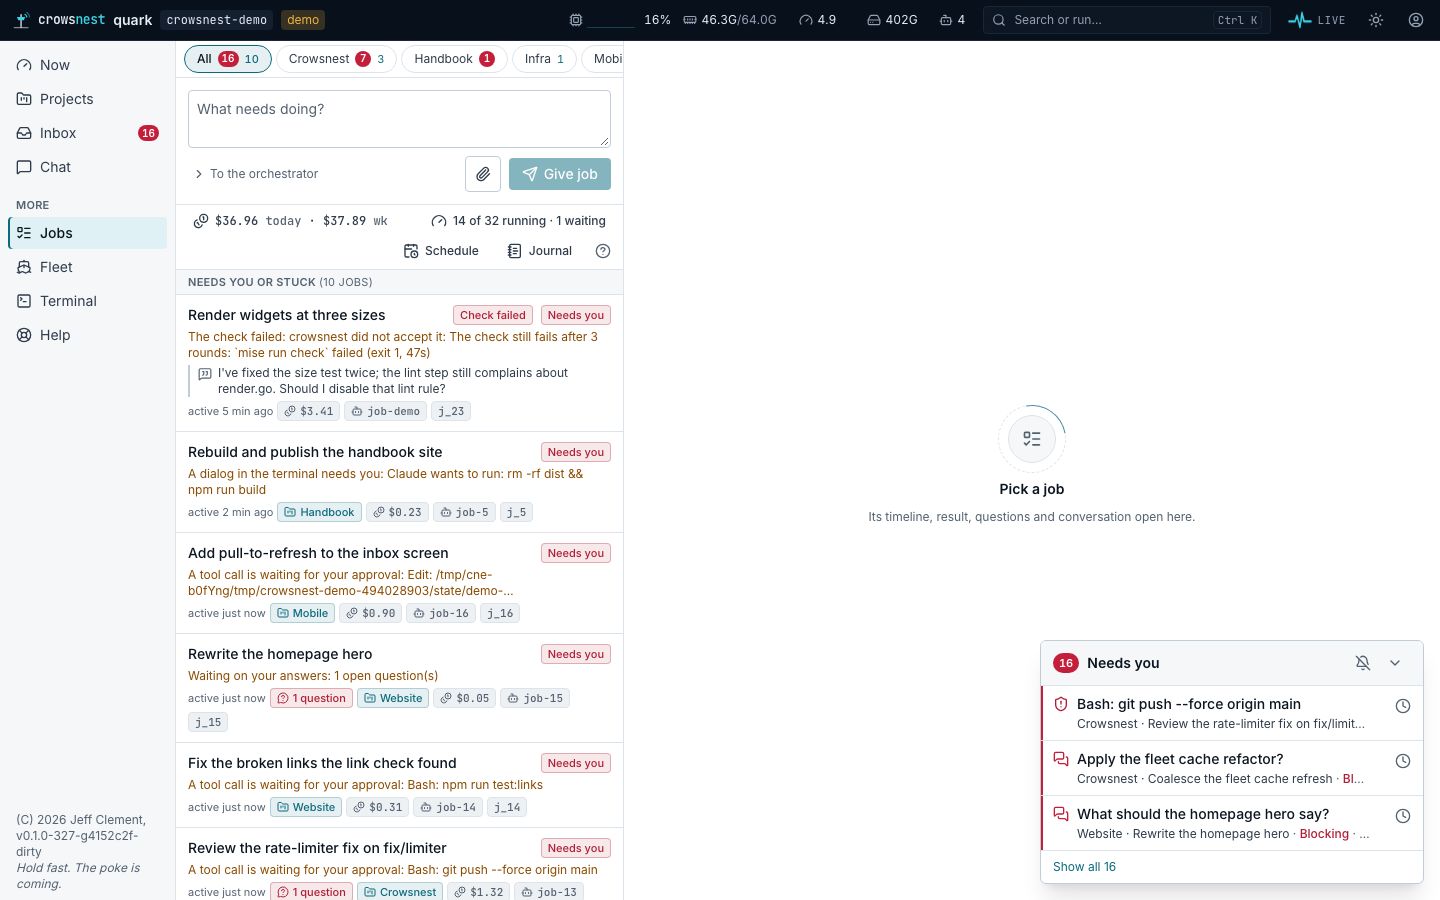 crowsnest quark crowsnest-demo demo 16% 46.3G/64.0G 4.9 402G 4 Search or run... Ctrl K LIVE
Now
Projects
Inbox 16
Chat
MORE
Jobs
Fleet
Terminal
Help
(C) 2026 Jeff Clement,
v0.1.0-327-g4152c2f-
dirty
Hold fast. The poke is
coming.
All 16 10 Crowsnest 7 3 Handbook 1 Infra 1 Mobi
What needs doing?
To the orchestrator Give job
$36.96 today · $37.89 wk 14 of 32 running · 1 waiting
Schedule Journal
NEEDS YOU OR STUCK (10 JOBS)
Render widgets at three sizes Check failed Needs you
The check failed: crowsnest did not accept it: The check still fails after 3
rounds: `mise run check` failed (exit 1, 47s)
I've fixed the size test twice; the lint step still complains about
render.go. Should I disable that lint rule?
active 5 min ago $3.41 job-demo j_23
Rebuild and publish the handbook site Needs you
A dialog in the terminal needs you: Claude wants to run: rm -rf dist &&
npm run build
active 2 min ago Handbook $0.23 job-5 j_5
Add pull-to-refresh to the inbox screen Needs you
A tool call is waiting for your approval: Edit: /tmp/cne-
b0fYng/tmp/crowsnest-demo-494028903/state/demo-...
active just now Mobile $0.90 job-16 j_16
Rewrite the homepage hero Needs you
Waiting on your answers: 1 open question(s)
active just now 1 question Website $0.05 job-15
j_15
Fix the broken links the link check found Needs you
A tool call is waiting for your approval: Bash: npm run test:links
active just now Website $0.31 job-14 j_14
Review the rate-limiter fix on fix/limiter Needs you
A tool call is waiting for your approval: Bash: git push --force origin main
active just now 1 question Crowsnest $1.32 job-13
Pick a job
Its timeline, result, questions and conversation open here.
16 Needs you
Bash: git push --force origin main
Crowsnest · Review the rate-limiter fix on fix/limit...
Apply the fleet cache refactor?
Crowsnest · Coalesce the fleet cache refresh · Bl...
What should the homepage hero say?
Website · Rewrite the homepage hero · Blocking · ...
Show all 16